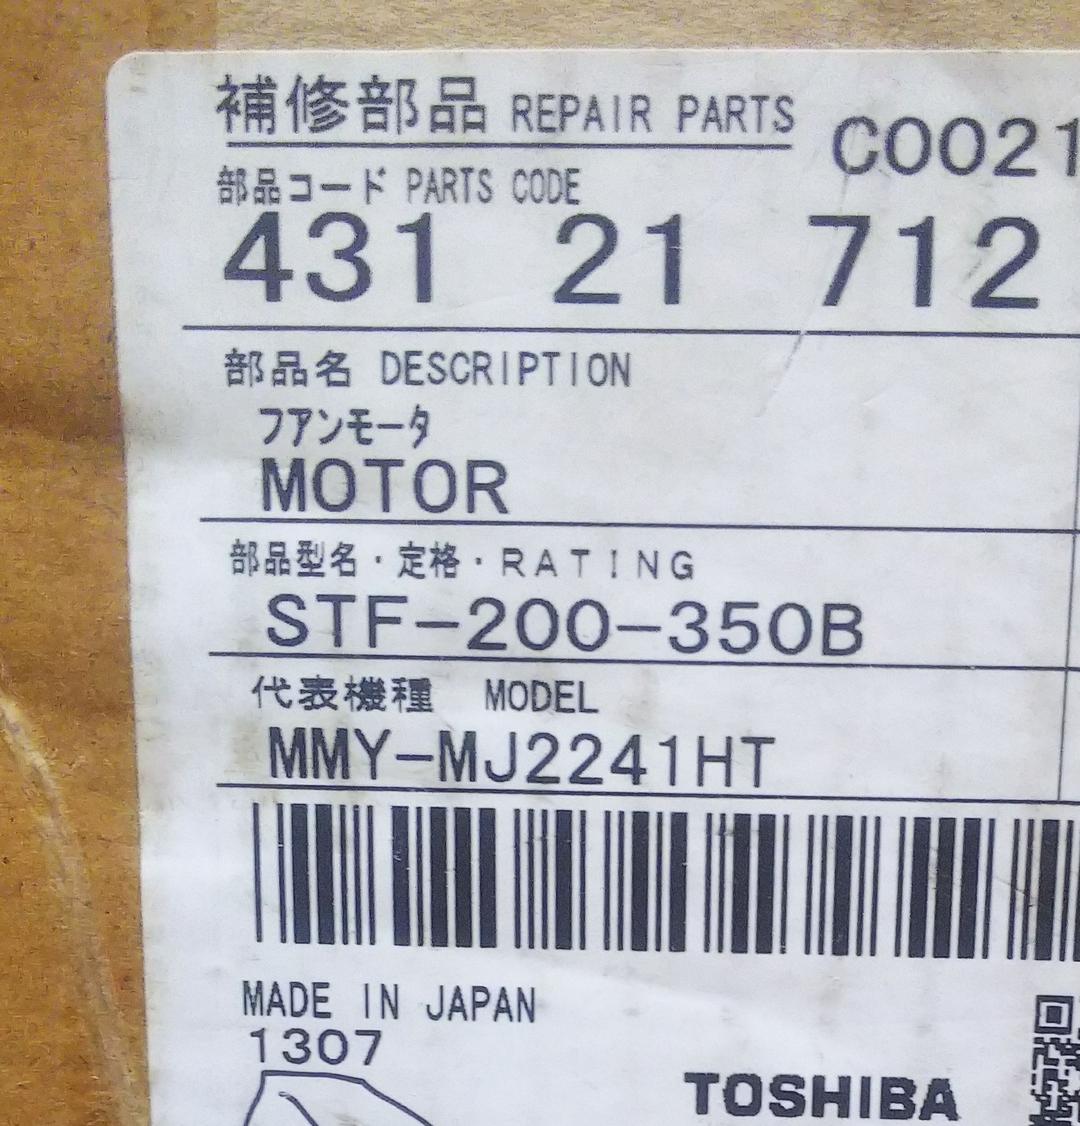 補修部品 REPAIR PARTS C0021
部品コード PARTS CODE
431 21 712
部品名 DESCRIPTION
フアンモータ
MOTOR
部品型名・定格・RATING
STF-200-350B
代表機種 MODEL
MMY-MJ2241HT
MADE IN JAPAN
1307
TOSHIBA